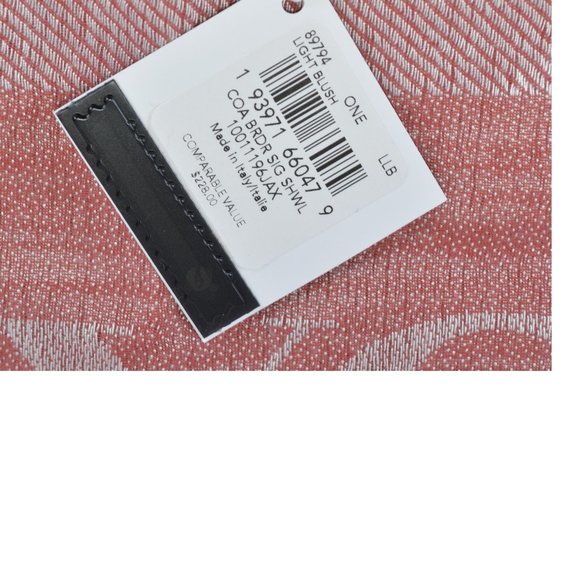 89794
LIGHT BLUSH
ONE
LLB
1 93971 66047 9
COA BRDR SIG SHWL
10011196JAX
Made in Italy/Italie
COMPARABLE VALUE
$228.00